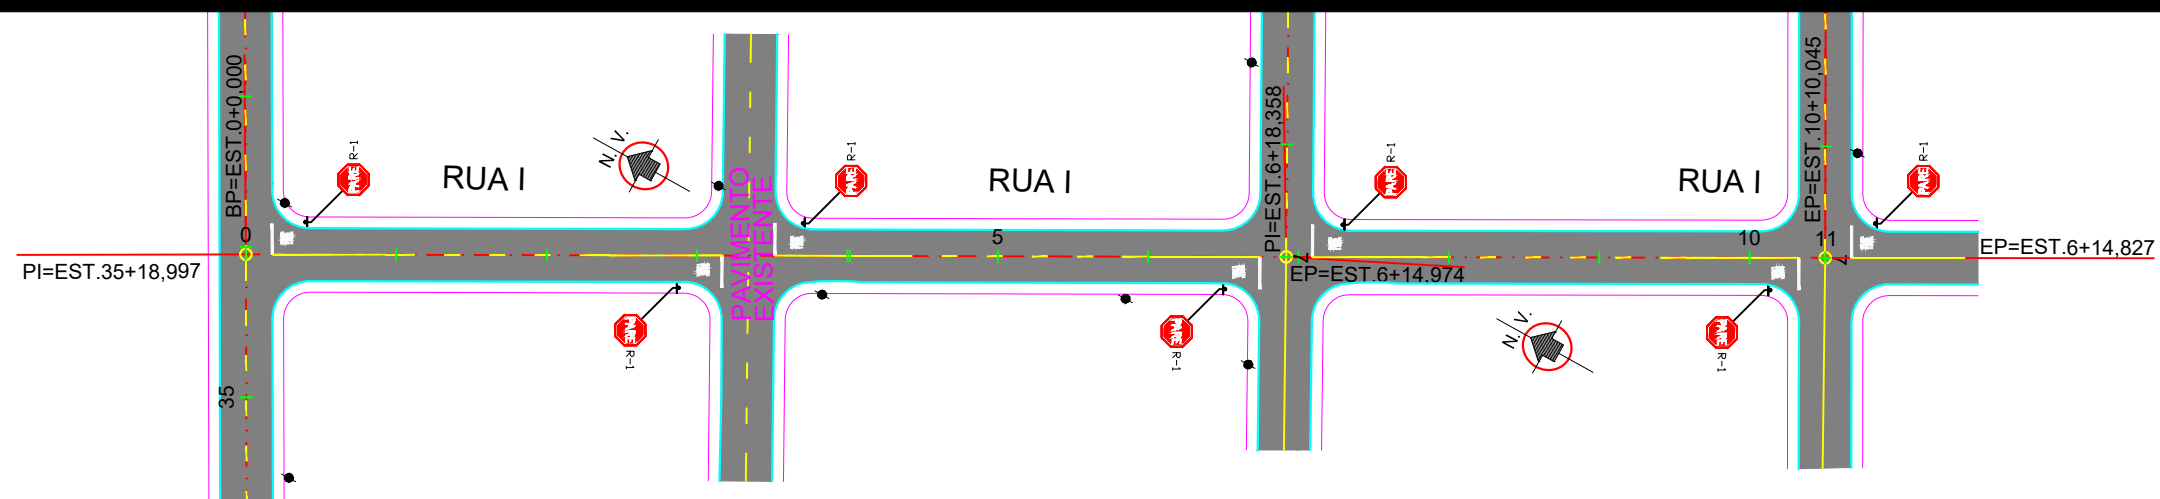 BP=EST.0+0,000
0
PI=EST.35+18,997
35
R-1
PARE
RUA I
N. V.
PARE
R-1
PAVIMENTO
EXISTENTE
R-1
PARE
RUA I
5
PARE
R-1
PI=EST.6+18,358
7
EP=EST.6+14.974
R-1
PARE
N. V.
RUA I
10
PARE
R-1
EP=EST.10+10,045
11
7
R-1
PARE
EP=EST.6+14,827